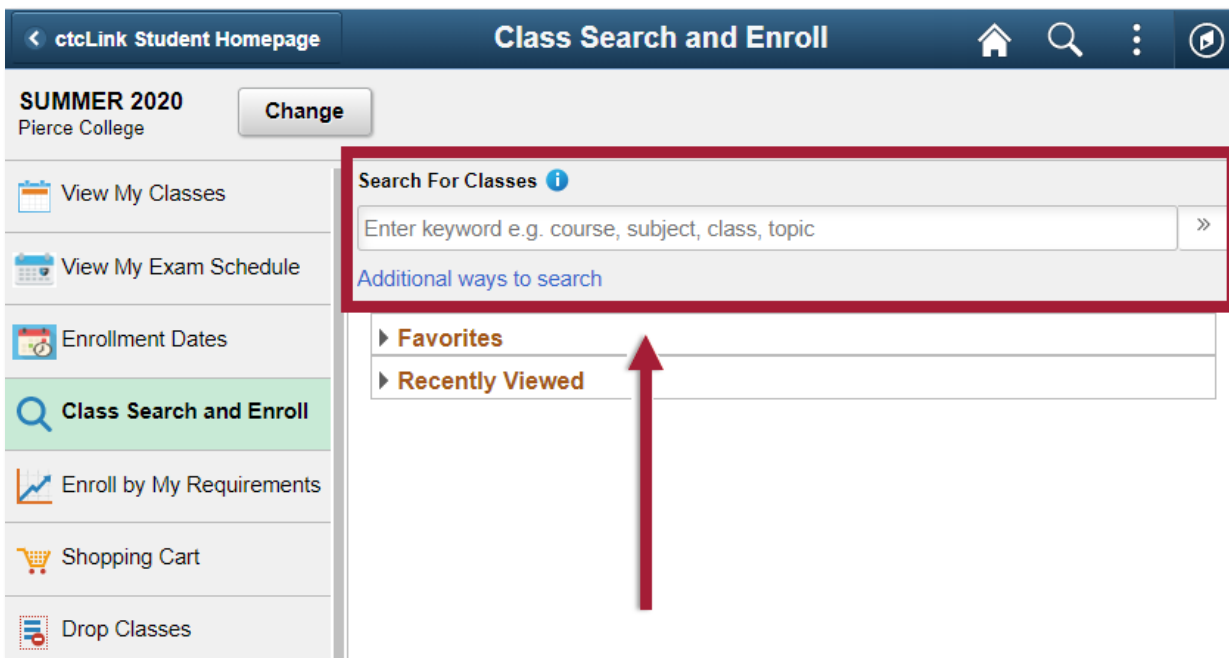 ctcLink Student Homepage
Class Search and Enroll
SUMMER 2020
Pierce College
Change
View My Classes
View My Exam Schedule
Enrollment Dates
Class Search and Enroll
Enroll by My Requirements
Shopping Cart
Drop Classes
Search For Classes
Enter keyword e.g. course, subject, class, topic
Additional ways to search
Favorites
Recently Viewed